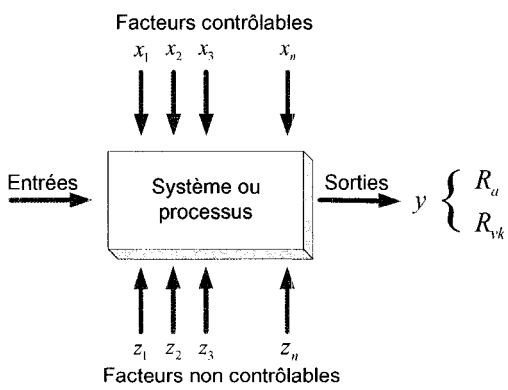 Facteurs contrôlables
x1 x2 x3 xn
Entrées
Système ou
processus
Sorties
y { Ra
Rvk
z1 z2 z3 zn
Facteurs non contrôlables